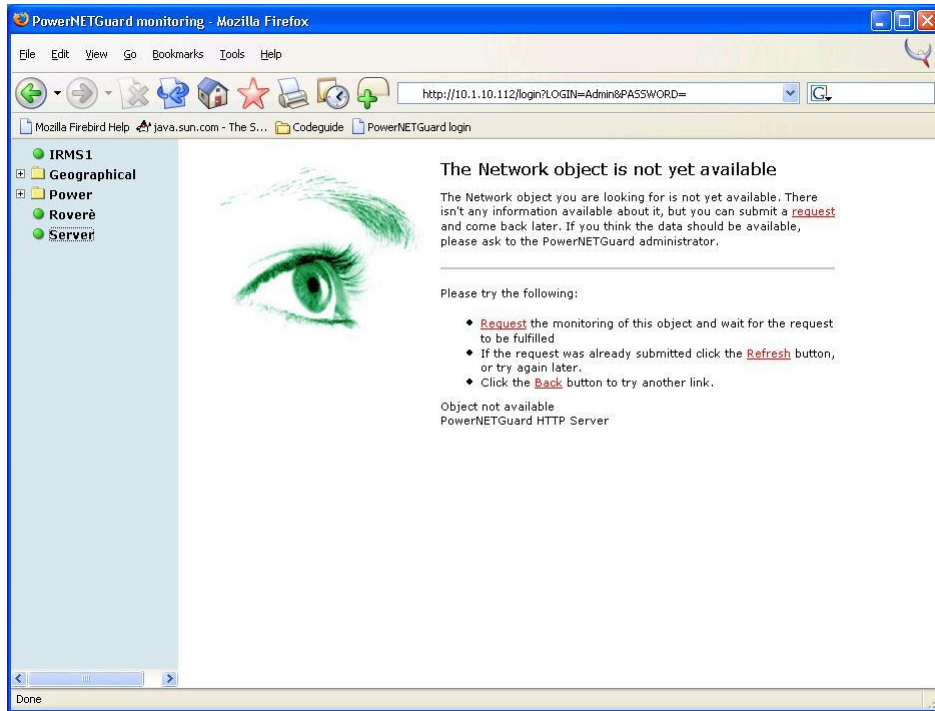 PowerNETGuard monitoring - Mozilla Firefox
File Edit View Go Bookmarks Tools Help
http://10.1.10.112/login?LOGIN=Admin&PASSWORD=
G
Mozilla Firebird Help java.sun.com - The S... Codeguide PowerNETGuard login
IRMS1
Geographical
Power
Roverè
Server
The Network object is not yet available
The Network object you are looking for is not yet available. There
isn't any information available about it, but you can submit a request
and come back later. If you think the data should be available,
please ask to the PowerNETGuard administrator.
Please try the following:
Request the monitoring of this object and wait for the request
to be fulfilled
If the request was already submitted click the Refresh button,
or try again later.
Click the Back button to try another link.
Object not available
PowerNETGuard HTTP Server
Done